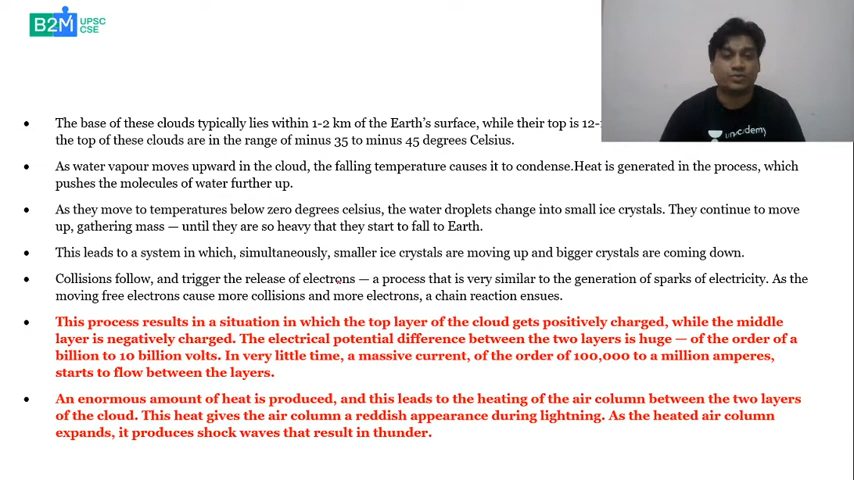 B2M UPSC
CSE
unacademy
The base of these clouds typically lies within 1-2 km of the Earth's surface, while their top is 12-
the top of these clouds are in the range of minus 35 to minus 45 degrees Celsius.
As water vapour moves upward in the cloud, the falling temperature causes it to condense.Heat is generated in the process, which
pushes the molecules of water further up.
As they move to temperatures below zero degrees celsius, the water droplets change into small ice crystals. They continue to move
up, gathering mass — until they are so heavy that they start to fall to Earth.
This leads to a system in which, simultaneously, smaller ice crystals are moving up and bigger crystals are coming down.
Collisions follow, and trigger the release of electrons — a process that is very similar to the generation of sparks of electricity. As the
moving free electrons cause more collisions and more electrons, a chain reaction ensues.
This process results in a situation in which the top layer of the cloud gets positively charged, while the middle
layer is negatively charged. The electrical potential difference between the two layers is huge — of the order of a
billion to 10 billion volts. In very little time, a massive current, of the order of 100,000 to a million amperes,
starts to flow between the layers.
An enormous amount of heat is produced, and this leads to the heating of the air column between the two layers
of the cloud. This heat gives the air column a reddish appearance during lightning. As the heated air column
expands, it produces shock waves that result in thunder.